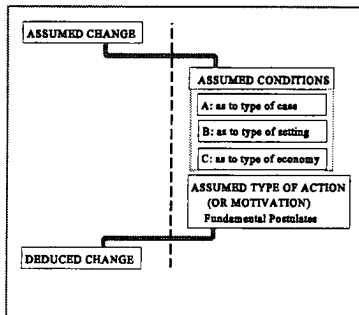 ASSUMED CHANGE
ASSUMED CONDITIONS
A: as to type of case
B: as to type of setting
C: as to type of economy
ASSUMED TYPE OF ACTION
(OR MOTIVATION)
Fundamental Postulates
DEDUCED CHANGE